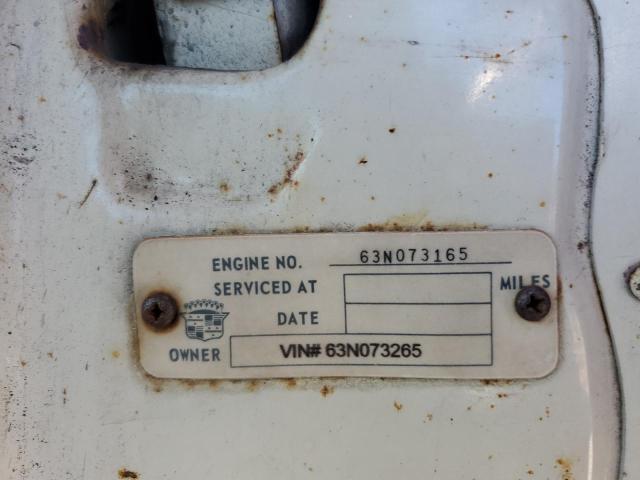 ENGINE NO. 63N073165
SERVICED AT MILES
DATE
OWNER VIN# 63N073265